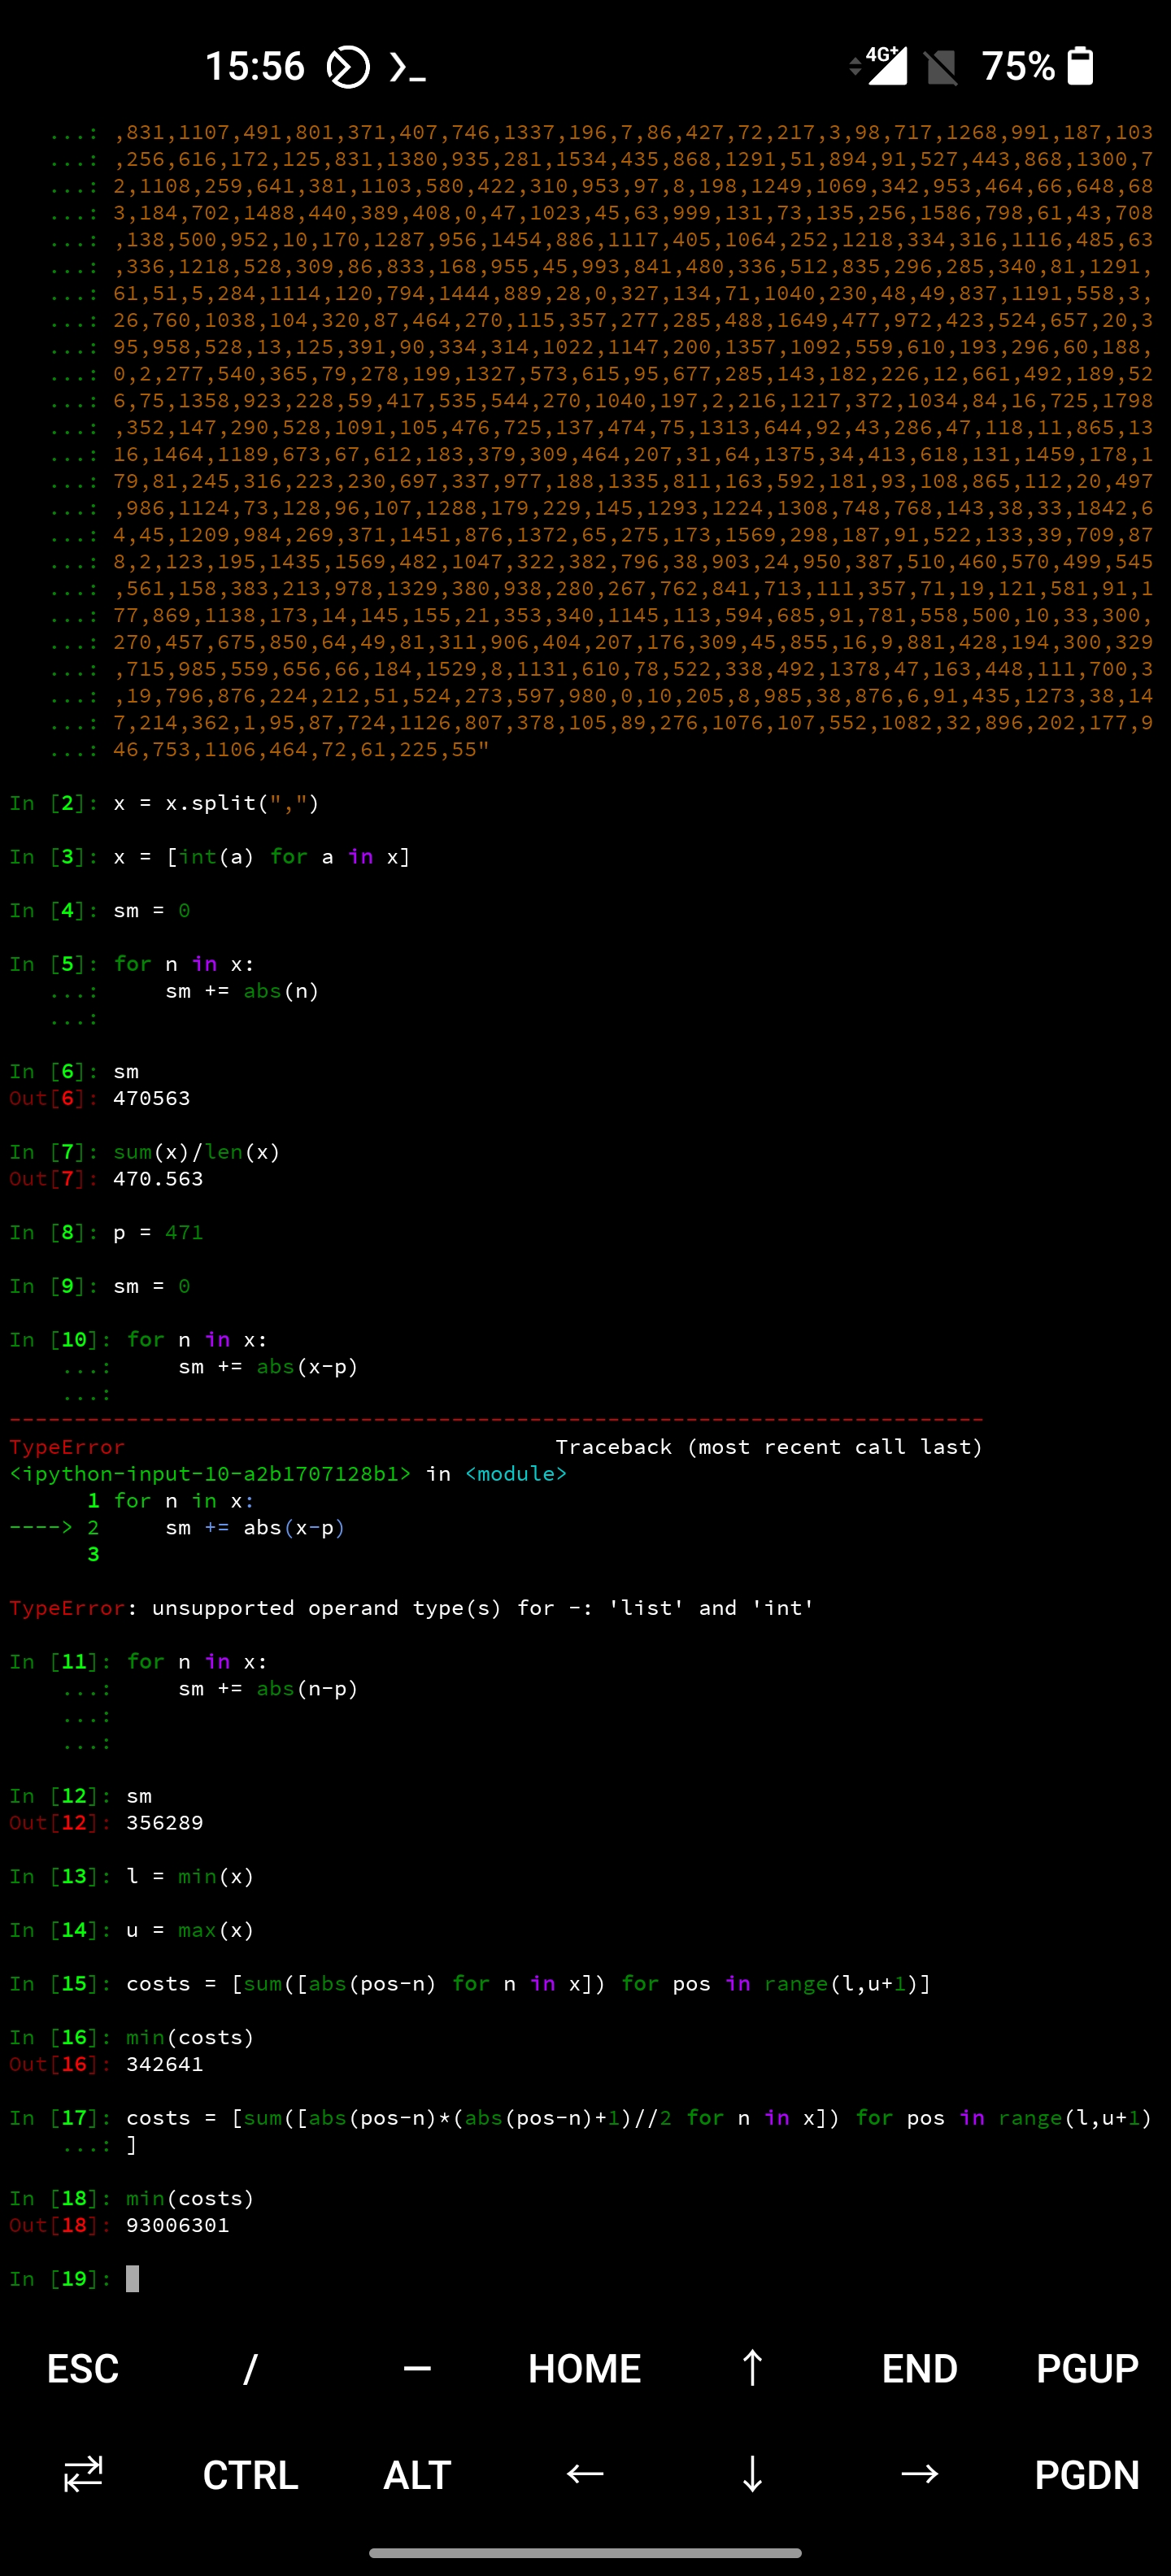 15:56 4G+ 75%
...: ,831,1107,491,801,371,407,746,1337,196,7,86,427,72,217,3,98,717,1268,991,187,103
...: ,256,616,172,125,831,1380,935,281,1534,435,868,1291,51,894,91,527,443,868,1300,7
...: 2,1108,259,641,381,1103,580,422,310,953,97,8,198,1249,1069,342,953,464,66,648,68
...: 3,184,702,1488,440,389,408,0,47,1023,45,63,999,131,73,135,256,1586,798,61,43,708
...: ,138,500,952,10,170,1287,956,1454,886,1117,405,1064,252,1218,334,316,1116,485,63
...: ,336,1218,528,309,86,833,168,955,45,993,841,480,336,512,835,296,285,340,81,1291,
...: 61,51,5,284,1114,120,794,1444,889,28,0,327,134,71,1040,230,48,49,837,1191,558,3,
...: 26,760,1038,104,320,87,464,270,115,357,277,285,488,1649,477,972,423,524,657,20,3
...: 95,958,528,13,125,391,90,334,314,1022,1147,200,1357,1092,559,610,193,296,60,188,
...: 0,2,277,540,365,79,278,199,1327,573,615,95,677,285,143,182,226,12,661,492,189,52
...: 6,75,1358,923,228,59,417,535,544,270,1040,197,2,216,1217,372,1034,84,16,725,1798
...: ,352,147,290,528,1091,105,476,725,137,474,75,1313,644,92,43,286,47,118,11,865,13
...: 16,1464,1189,673,67,612,183,379,309,464,207,31,64,1375,34,413,618,131,1459,178,1
...: 79,81,245,316,223,230,697,337,977,188,1335,811,163,592,181,93,108,865,112,20,497
...: ,986,1124,73,128,96,107,1288,179,229,145,1293,1224,1308,748,768,143,38,33,1842,6
...: 4,45,1209,984,269,371,1451,876,1372,65,275,173,1569,298,187,91,522,133,39,709,87
...: 8,2,123,195,1435,1569,482,1047,322,382,796,38,903,24,950,387,510,460,570,499,545
...: ,561,158,383,213,978,1329,380,938,280,267,762,841,713,111,357,71,19,121,581,91,1
...: 77,869,1138,173,14,145,155,21,353,340,1145,113,594,685,91,781,558,500,10,33,300,
...: 270,457,675,850,64,49,81,311,906,404,207,176,309,45,855,16,9,881,428,194,300,329
...: ,715,985,559,656,66,184,1529,8,1131,610,78,522,338,492,1378,47,163,448,111,700,3
...: ,19,796,876,224,212,51,524,273,597,980,0,10,205,8,985,38,876,6,91,435,1273,38,14
...: 7,214,362,1,95,87,724,1126,807,378,105,89,276,1076,107,552,1082,32,896,202,177,9
...: 46,753,1106,464,72,61,225,55"
In [2]: x = x.split(",")
In [3]: x = [int(a) for a in x]
In [4]: sm = 0
In [5]: for n in x:
...: sm += abs(n)
...:
In [6]: sm
Out[6]: 470563
In [7]: sum(x)/len(x)
Out[7]: 470.563
In [8]: p = 471
In [9]: sm = 0
In [10]: for n in x:
...: sm += abs(x-p)
...:
---------------------------------------------------------------------------
TypeError Traceback (most recent call last)
<ipython-input-10-a2b1707128b1> in <module>
1 for n in x:
----> 2 sm += abs(x-p)
3
TypeError: unsupported operand type(s) for -: 'list' and 'int'
In [11]: for n in x:
...: sm += abs(n-p)
...:
...:
In [12]: sm
Out[12]: 356289
In [13]: l = min(x)
In [14]: u = max(x)
In [15]: costs = [sum([abs(pos-n) for n in x]) for pos in range(l,u+1)]
In [16]: min(costs)
Out[16]: 342641
In [17]: costs = [sum([abs(pos-n)*(abs(pos-n)+1)//2 for n in x]) for pos in range(l,u+1)
...: ]
In [18]: min(costs)
Out[18]: 93006301
In [19]:
ESC / — HOME ↑ END PGUP
⇄ CTRL ALT ← ↓ → PGDN